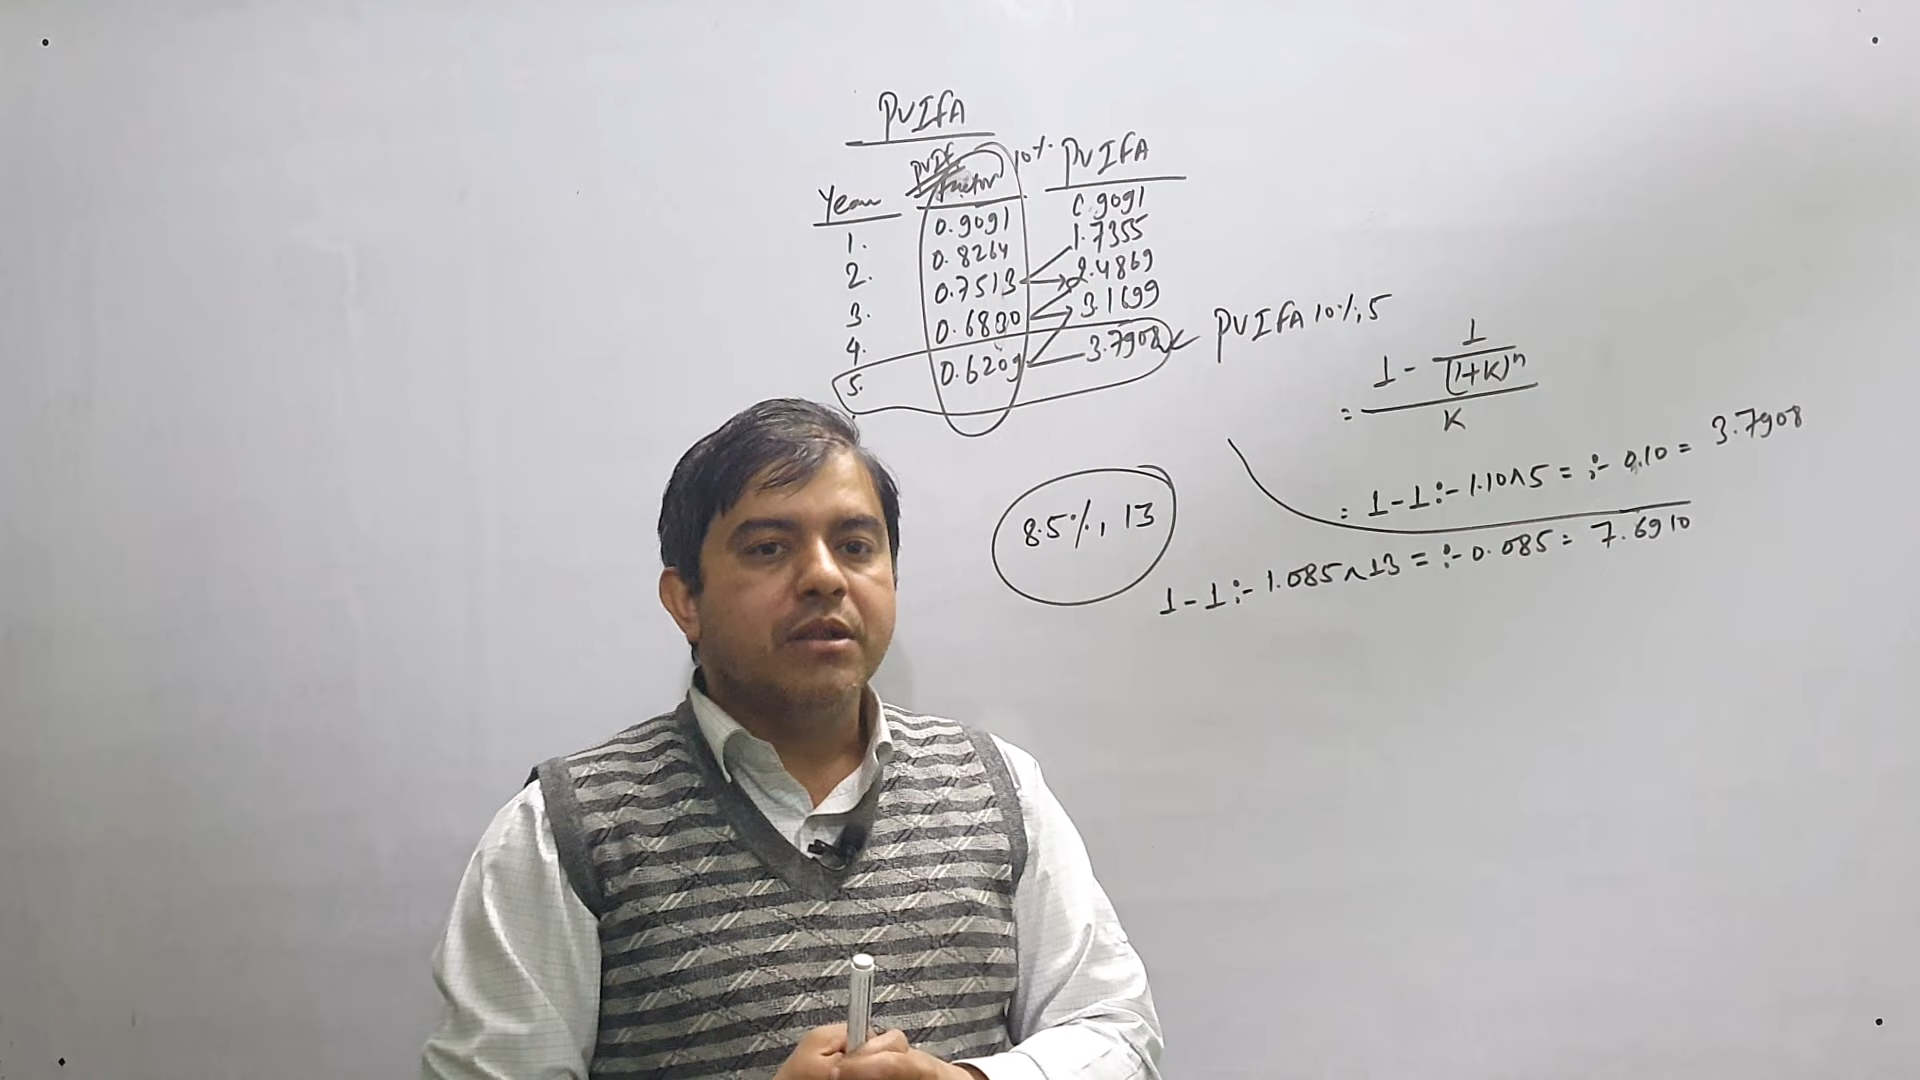 PVIFA
Year PVIF factor 10% PVIFA
1. 0.9091 0.9091
2. 0.8264 1.7355
3. 0.7513 2.4869
4. 0.6830 3.1699
5. 0.6209 3.7908
PVIFA 10%, 5
= 1 - 1 / (1+K)^n
K
= 1 - 1 ÷ 1.10^5 = ÷ 0.10 = 3.7908
8.5%, 13
1 - 1 ÷ 1.085^13 = ÷ 0.085 = 7.6910